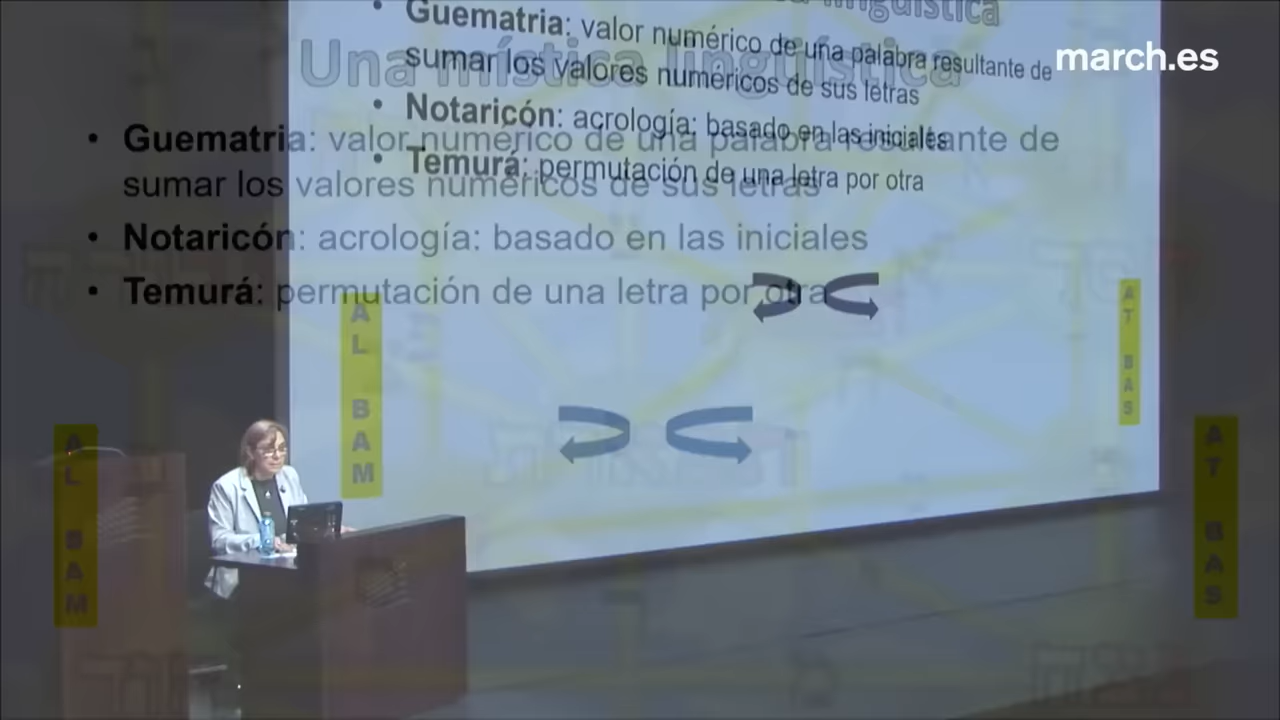 march.es
lingüística
Guematria: valor numérico de una palabra resultante de
sumar los valores numéricos de sus letras
Notaricón: acrología: basado en las iniciales
Temurá: permutación de una letra por otra
AL BAM
AT BAS
Una mística lingüística
Guematria: valor numérico de una palabra resultante de
sumar los valores numéricos de sus letras
Notaricón: acrología: basado en las iniciales
Temurá: permutación de una letra por otra
AL BAM
AT BAS